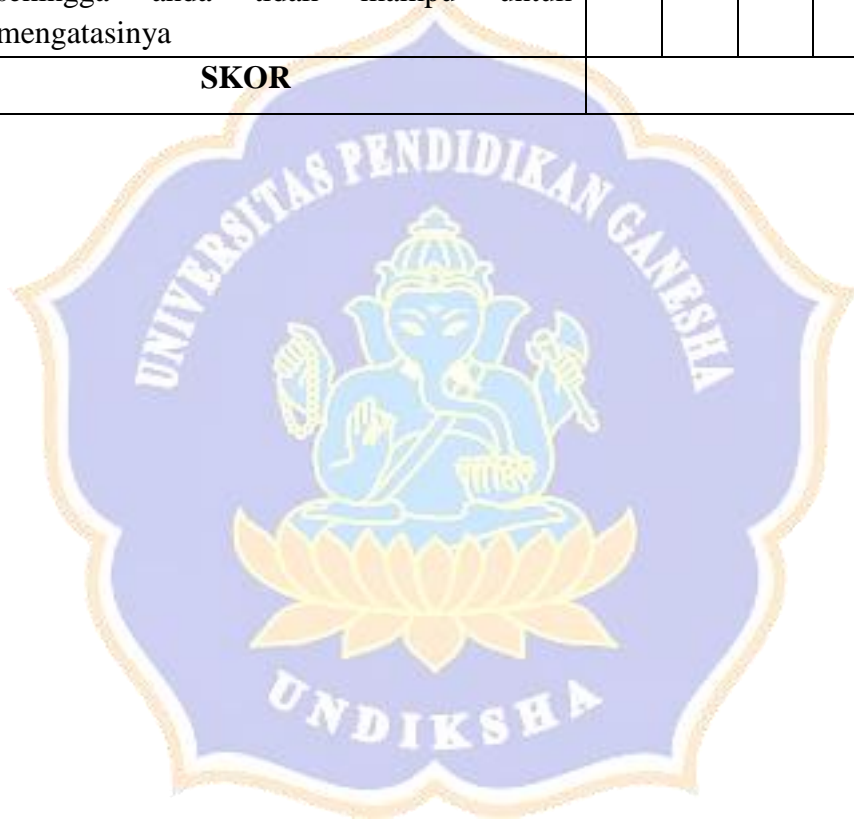 sehingga anda tidak mampu untuk
mengatasinya
SKOR
UNIVERSITAS PENDIDIKAN GANESHA
UNDIKSHA